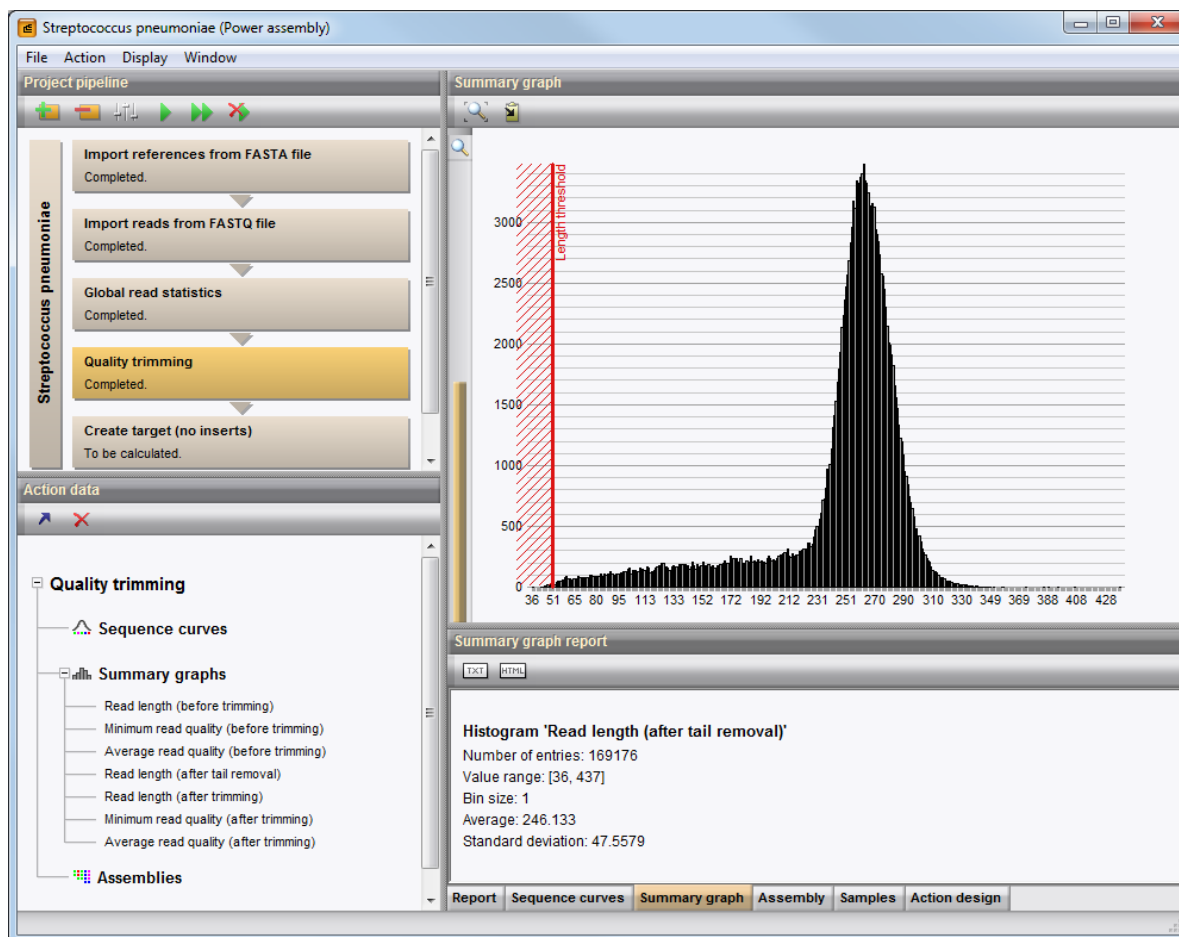 Streptococcus pneumoniae (Power assembly)
File Action Display Window
Project pipeline
Streptococcus pneumoniae
Import references from FASTA file
Completed.
Import reads from FASTQ file
Completed.
Global read statistics
Completed.
Quality trimming
Completed.
Create target (no inserts)
To be calculated.
Action data
Quality trimming
Sequence curves
Summary graphs
Read length (before trimming)
Minimum read quality (before trimming)
Average read quality (before trimming)
Read length (after tail removal)
Read length (after trimming)
Minimum read quality (after trimming)
Average read quality (after trimming)
Assemblies
Summary graph
Length threshold
3000
2500
2000
1500
1000
500
0
36 51 65 80 95 113 133 152 172 192 212 231 251 270 290 310 330 349 369 388 408 428
Summary graph report
TXT HTML
Histogram 'Read length (after tail removal)'
Number of entries: 169176
Value range: [36, 437]
Bin size: 1
Average: 246.133
Standard deviation: 47.5579
Report Sequence curves Summary graph Assembly Samples Action design